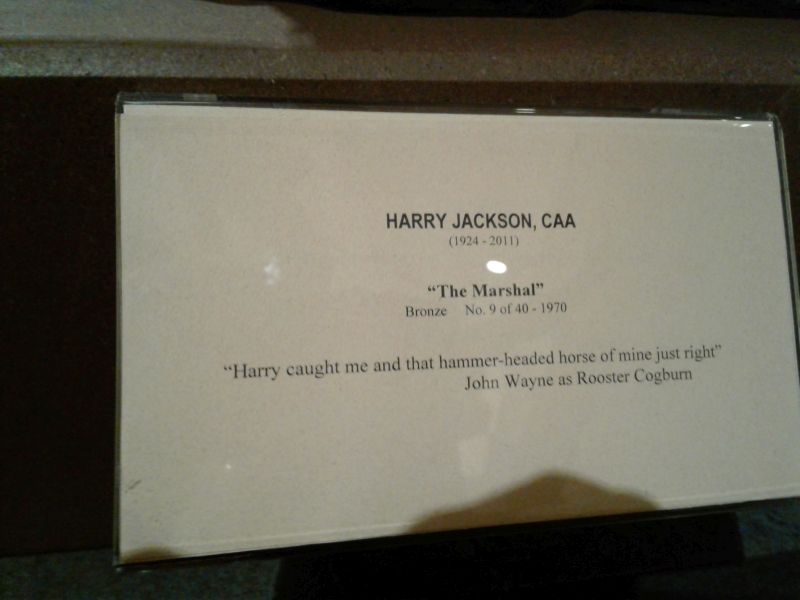 HARRY JACKSON, CAA
(1924 - 2011)
“The Marshal”
Bronze No. 9 of 40 - 1970
“Harry caught me and that hammer-headed horse of mine just right”
John Wayne as Rooster Cogburn